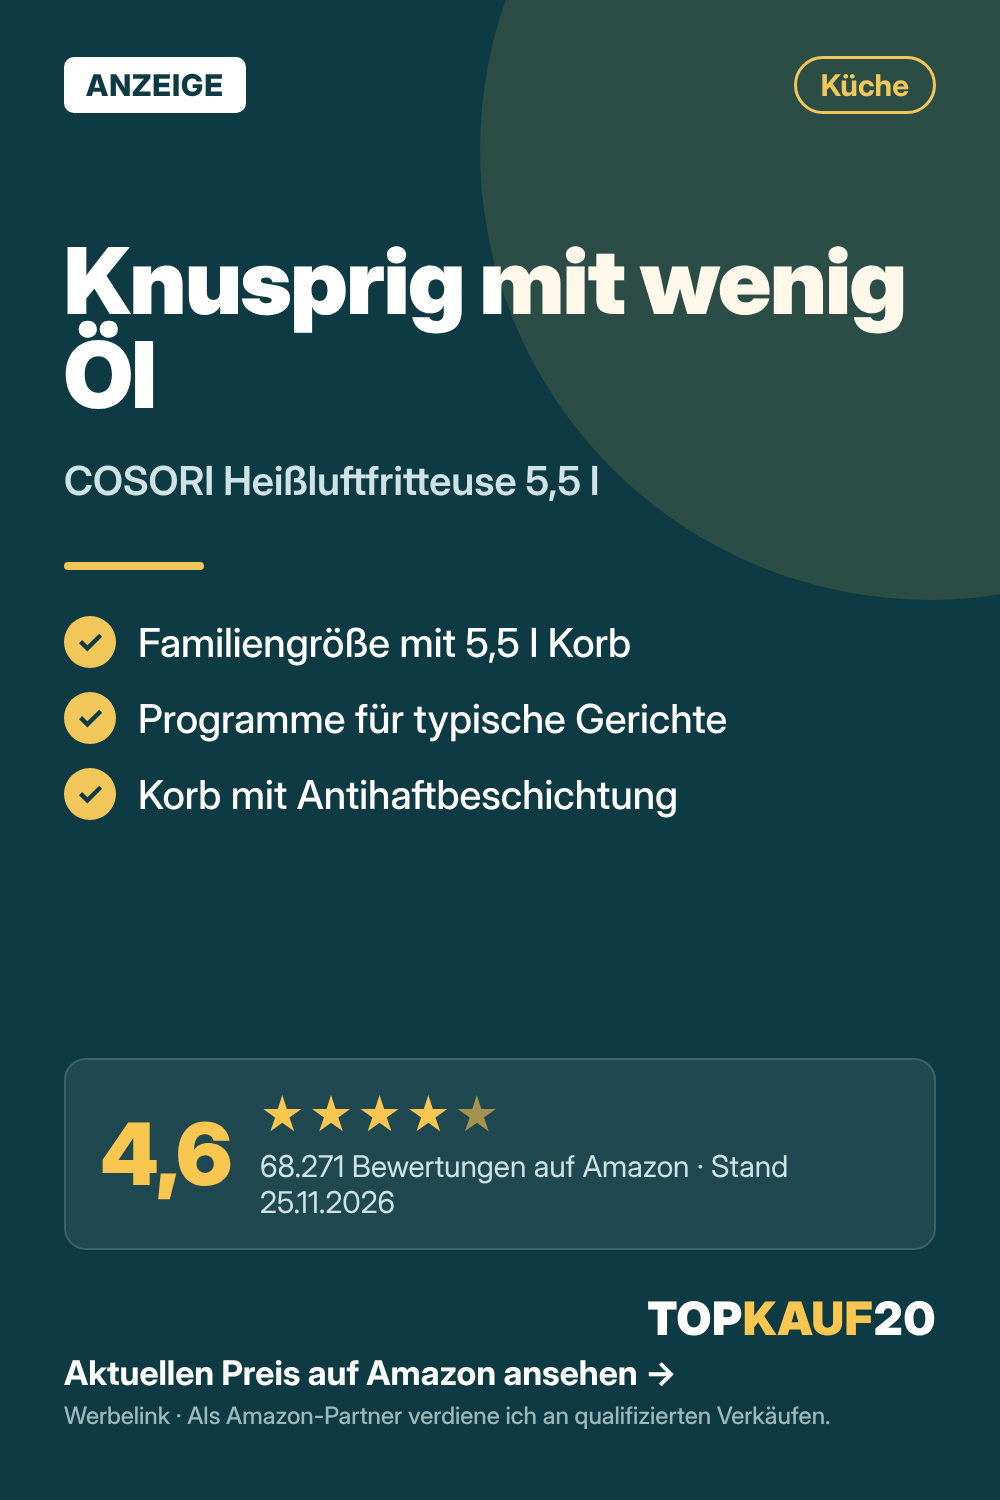 ANZEIGE
Küche
Knusprig mit wenig
Öl
COSORI Heißluftfritteuse 5,5 l
Familiengröße mit 5,5 l Korb
Programme für typische Gerichte
Korb mit Antihaftbeschichtung
4,6
68.271 Bewertungen auf Amazon · Stand
25.11.2026
TOPKAUF20
Aktuellen Preis auf Amazon ansehen →
Werbelink · Als Amazon-Partner verdiene ich an qualifizierten Verkäufen.